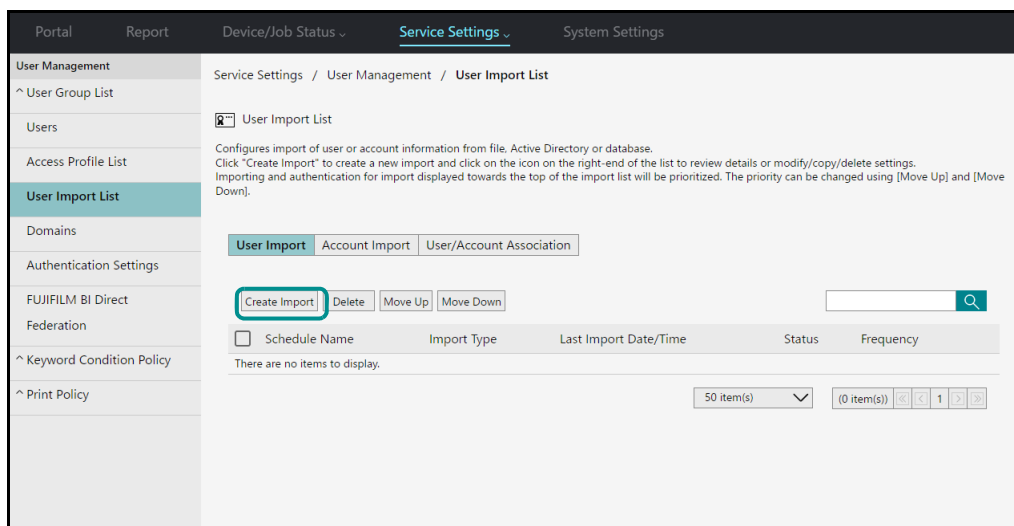 Portal Report Device/Job Status Service Settings System Settings
User Management
^ User Group List
Users
Access Profile List
User Import List
Domains
Authentication Settings
FUJIFILM BI Direct
Federation
^ Keyword Condition Policy
^ Print Policy
Service Settings / User Management / User Import List
User Import List
Configures import of user or account information from file, Active Directory or database.
Click "Create Import" to create a new import and click on the icon on the right-end of the list to review details or modify/copy/delete settings.
Importing and authentication for import displayed towards the top of the import list will be prioritized. The priority can be changed using [Move Up] and [Move
Down].
User Import Account Import User/Account Association
Create Import Delete Move Up Move Down
Schedule Name Import Type Last Import Date/Time Status Frequency
There are no items to display.
50 item(s) (0 item(s)) « < 1 > »